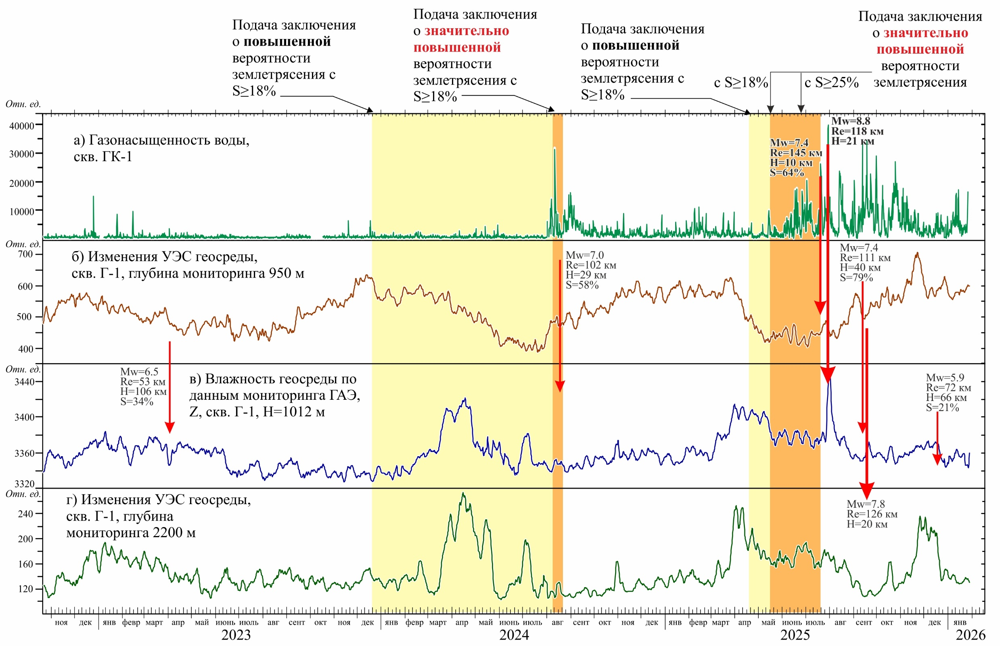 Подача заключения
о повышенной
вероятности
землетрясения с
S≥18%
Подача заключения
о значительно
повышенной
вероятности
землетрясения с
S≥18%
Подача заключения
о повышенной
вероятности
землетрясения с
S≥18%
Подача заключения
о значительно
повышенной
вероятности
землетрясения
с S≥18%
с S≥25%
Отн. ед.
40000
30000
20000
10000
а) Газонасыщенность воды,
скв. ГК-1
Mw=7.4
Re=145 км
H=10 км
S=64%
Mw=8.8
Re=118 км
H=21 км
Отн. ед.
700
600
500
400
б) Изменения УЭС геосреды,
скв. Г-1, глубина мониторинга 950 м
Mw=7.0
Re=102 км
H=29 км
S=58%
Mw=7.4
Re=111 км
H=40 км
S=79%
Отн. ед.
3440
3400
3360
3320
Mw=6.5
Re=53 км
H=106 км
S=34%
в) Влажность геосреды по
данным мониторинга ГАЭ,
Z, скв. Г-1, H=1012 м
Mw=5.9
Re=72 км
H=66 км
S=21%
Отн. ед.
240
200
160
120
г) Изменения УЭС геосреды,
скв. Г-1, глубина
мониторинга 2200 м
Mw=7.8
Re=126 км
H=20 км
ноя дек янв февр март апр май июнь июль авг сент окт ноя дек янв февр март апр май июнь июль авг сент окт ноя дек янв февр март апр май июнь июль авг сент окт ноя дек янв
2023 2024 2025 2026